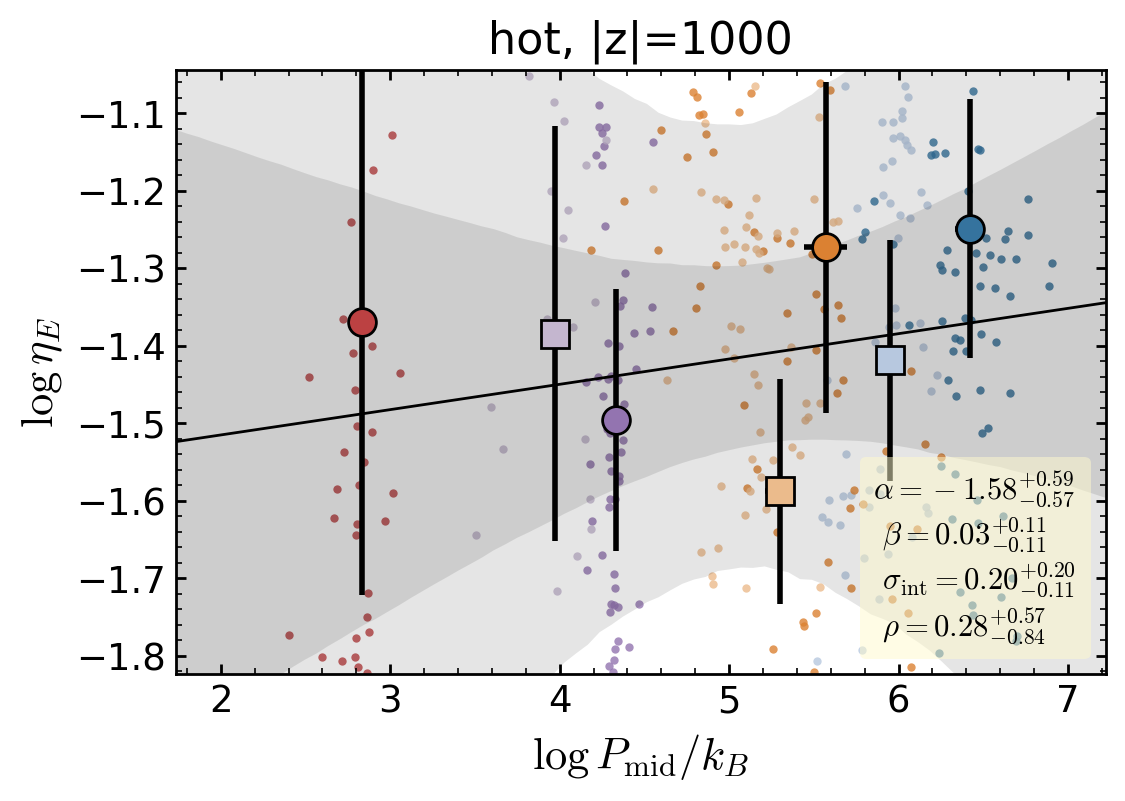 hot, |z|=1000
log η_E
−1.1
−1.2
−1.3
−1.4
−1.5
−1.6
−1.7
−1.8
α = −1.58^{+0.59}_{−0.57}
β = 0.03^{+0.11}_{−0.11}
σ_int = 0.20^{+0.20}_{−0.11}
ρ = 0.28^{+0.57}_{−0.84}
2 3 4 5 6 7
log P_mid/k_B